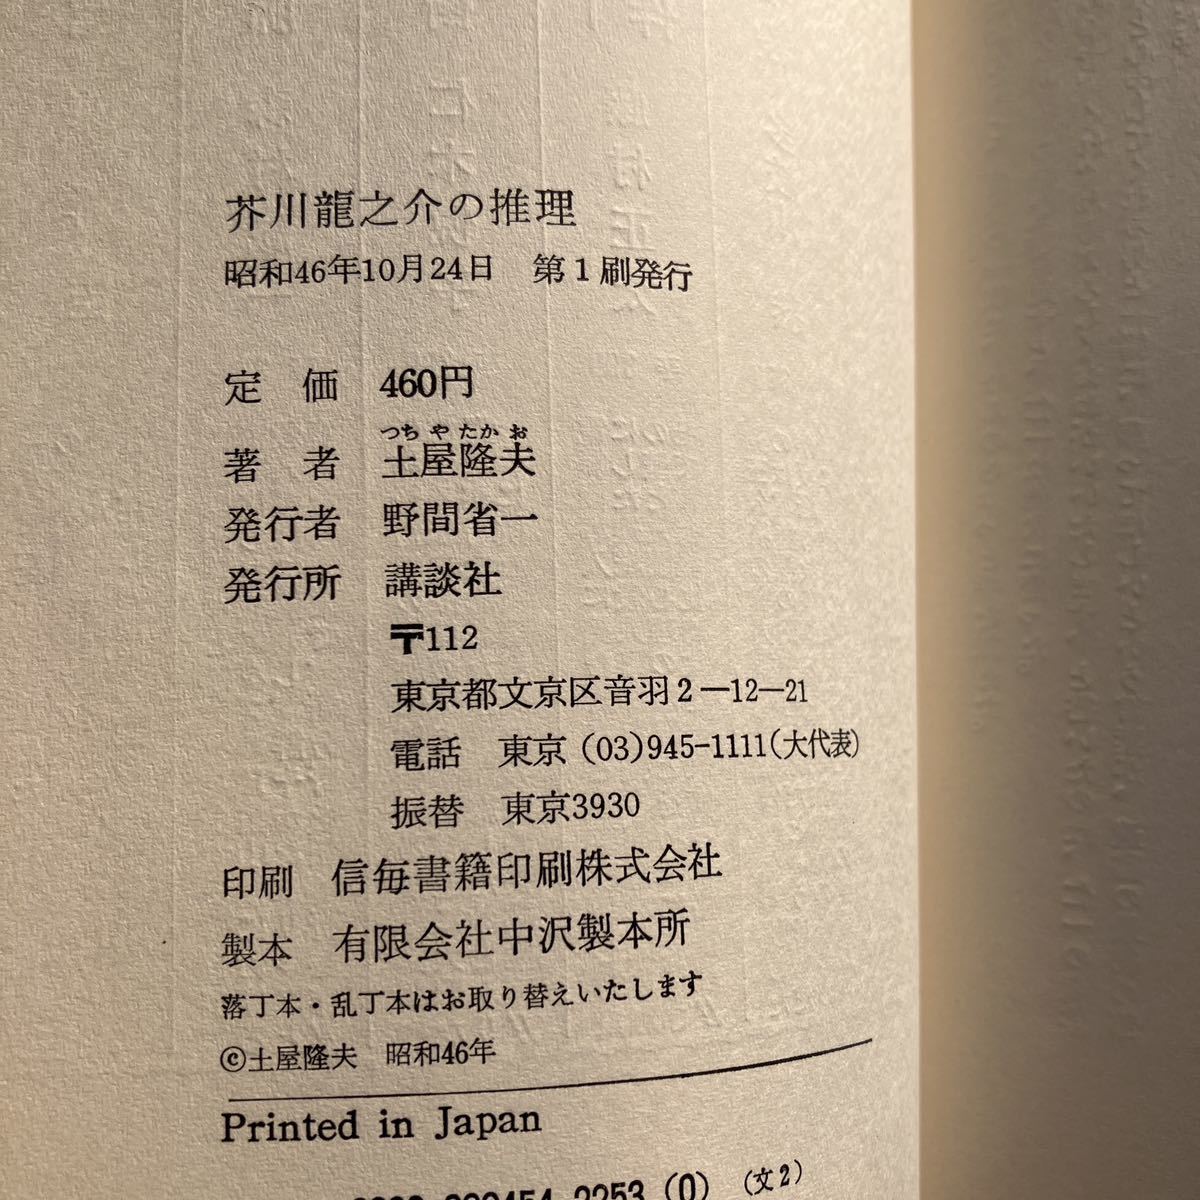 芥川龍之介の推理
昭和46年10月24日　第1刷発行
定　価　460円
つちやたかお
著　者　土屋隆夫
発行者　野間省一
発行所　講談社
〒112
東京都文京区音羽2―12―21
電話　東京(03)945-1111(大代表)
振替　東京3930
印刷　信毎書籍印刷株式会社
製本　有限会社中沢製本所
落丁本・乱丁本はお取り替えいたします
©土屋隆夫　昭和46年
Printed in Japan
2253(0)　(文2)